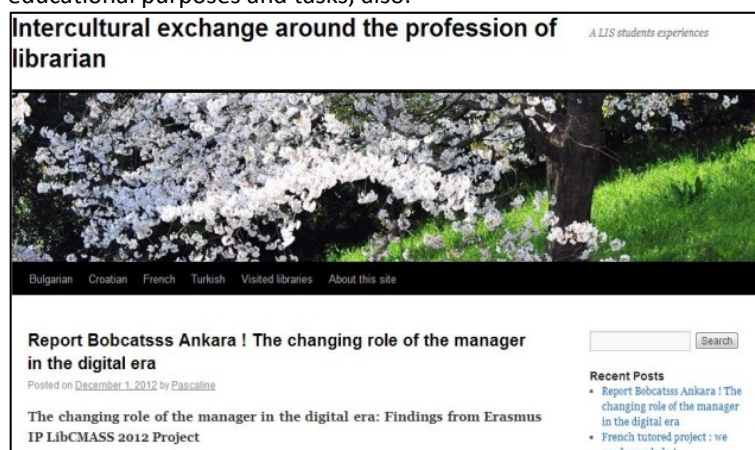 educational purposes and tasks, also.
Intercultural exchange around the profession of
librarian
A LIS students experiences
Bulgarian Croatian French Turkish Visited libraries About this site
Report Bobcatsss Ankara ! The changing role of the manager
in the digital era
Posted on December 1, 2012 by Pascaline
The changing role of the manager in the digital era: Findings from Erasmus
IP LibCMASS 2012 Project
Search
Recent Posts
Report Bobcatsss Ankara ! The
changing role of the manager
in the digital era
French tutored project : we